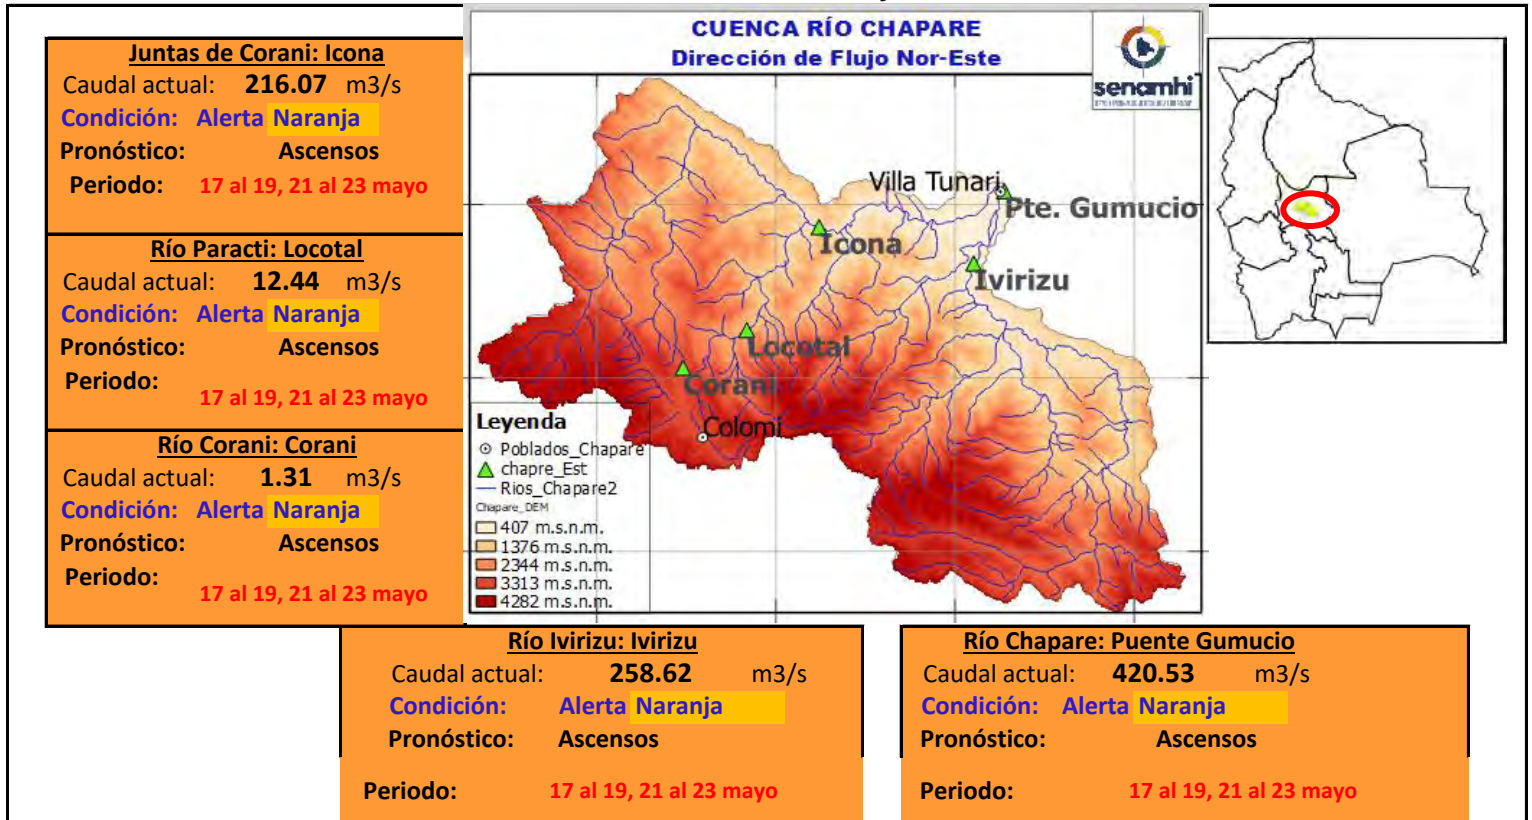 CUENCA RÍO CHAPARE
Dirección de Flujo Nor-Este
senamhi
Juntas de Corani: Icona
Caudal actual: 216.07 m3/s
Condición: Alerta Naranja
Pronóstico: Ascensos
Periodo: 17 al 19, 21 al 23 mayo
Río Paracti: Locotal
Caudal actual: 12.44 m3/s
Condición: Alerta Naranja
Pronóstico: Ascensos
Periodo:
17 al 19, 21 al 23 mayo
Río Corani: Corani
Caudal actual: 1.31 m3/s
Condición: Alerta Naranja
Pronóstico: Ascensos
Periodo:
17 al 19, 21 al 23 mayo
Villa Tunari
Pte. Gumucio
Icona
Ivirizu
Locotal
Corani
Colomi
Leyenda
Poblados_Chapare
chapre_Est
Rios_Chapare2
Chapare_DEM
407 m.s.n.m.
1376 m.s.n.m.
2344 m.s.n.m.
3313 m.s.n.m.
4282 m.s.n.m.
Río Ivirizu: Ivirizu
Caudal actual: 258.62 m3/s
Condición: Alerta Naranja
Pronóstico: Ascensos
Periodo: 17 al 19, 21 al 23 mayo
Río Chapare: Puente Gumucio
Caudal actual: 420.53 m3/s
Condición: Alerta Naranja
Pronóstico: Ascensos
Periodo: 17 al 19, 21 al 23 mayo